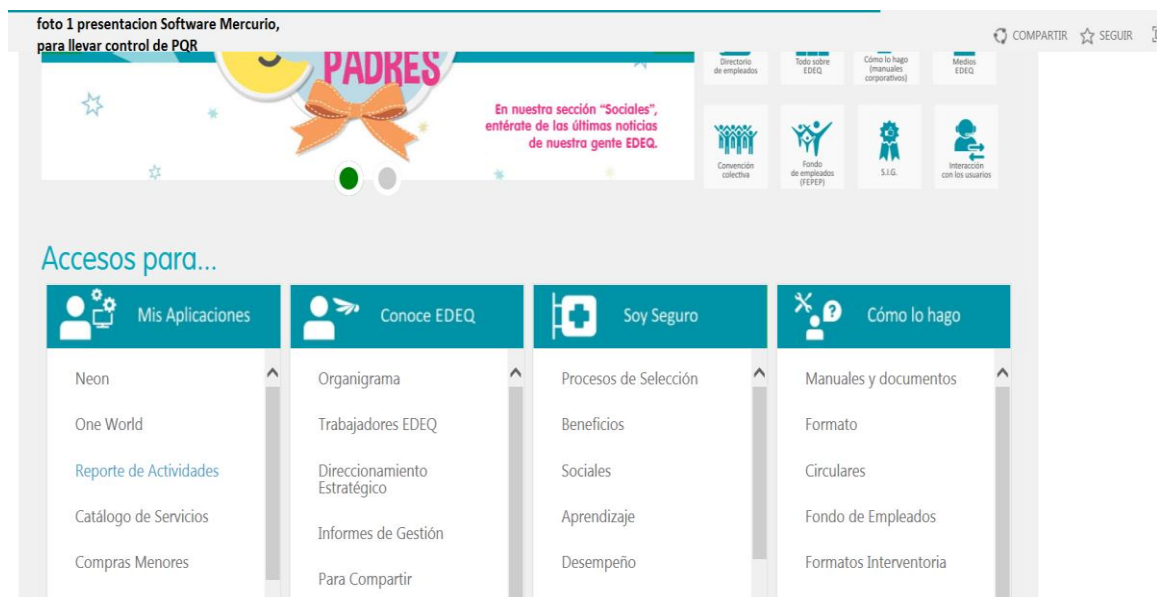 foto 1 presentacion Software Mercurio,
para llevar control de PQR
COMPARTIR
SEGUIR
PADRES
En nuestra sección “Sociales”,
entérate de las últimas noticias
de nuestra gente EDEQ.
Directorio
de empleados
Todo sobre
EDEQ
Cómo lo hago
(manuales
corporativos)
Medios
EDEQ
Convención
colectiva
Fondo
de empleados
(FEPEP)
S.I.G.
Interacción
con los usuarios
Accesos para...
Mis Aplicaciones
Neon
One World
Reporte de Actividades
Catálogo de Servicios
Compras Menores
Conoce EDEQ
Organigrama
Trabajadores EDEQ
Direccionamiento
Estratégico
Informes de Gestión
Para Compartir
Soy Seguro
Procesos de Selección
Beneficios
Sociales
Aprendizaje
Desempeño
Cómo lo hago
Manuales y documentos
Formato
Circulares
Fondo de Empleados
Formatos Interventoria